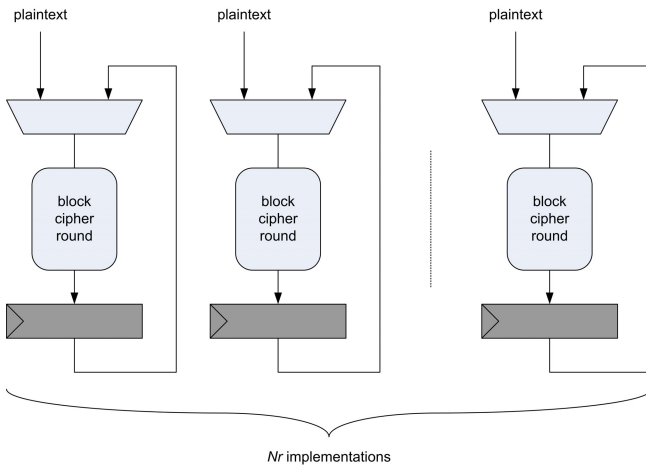 plaintext
plaintext
plaintext
block
cipher
round
block
cipher
round
block
cipher
round
Nr implementations